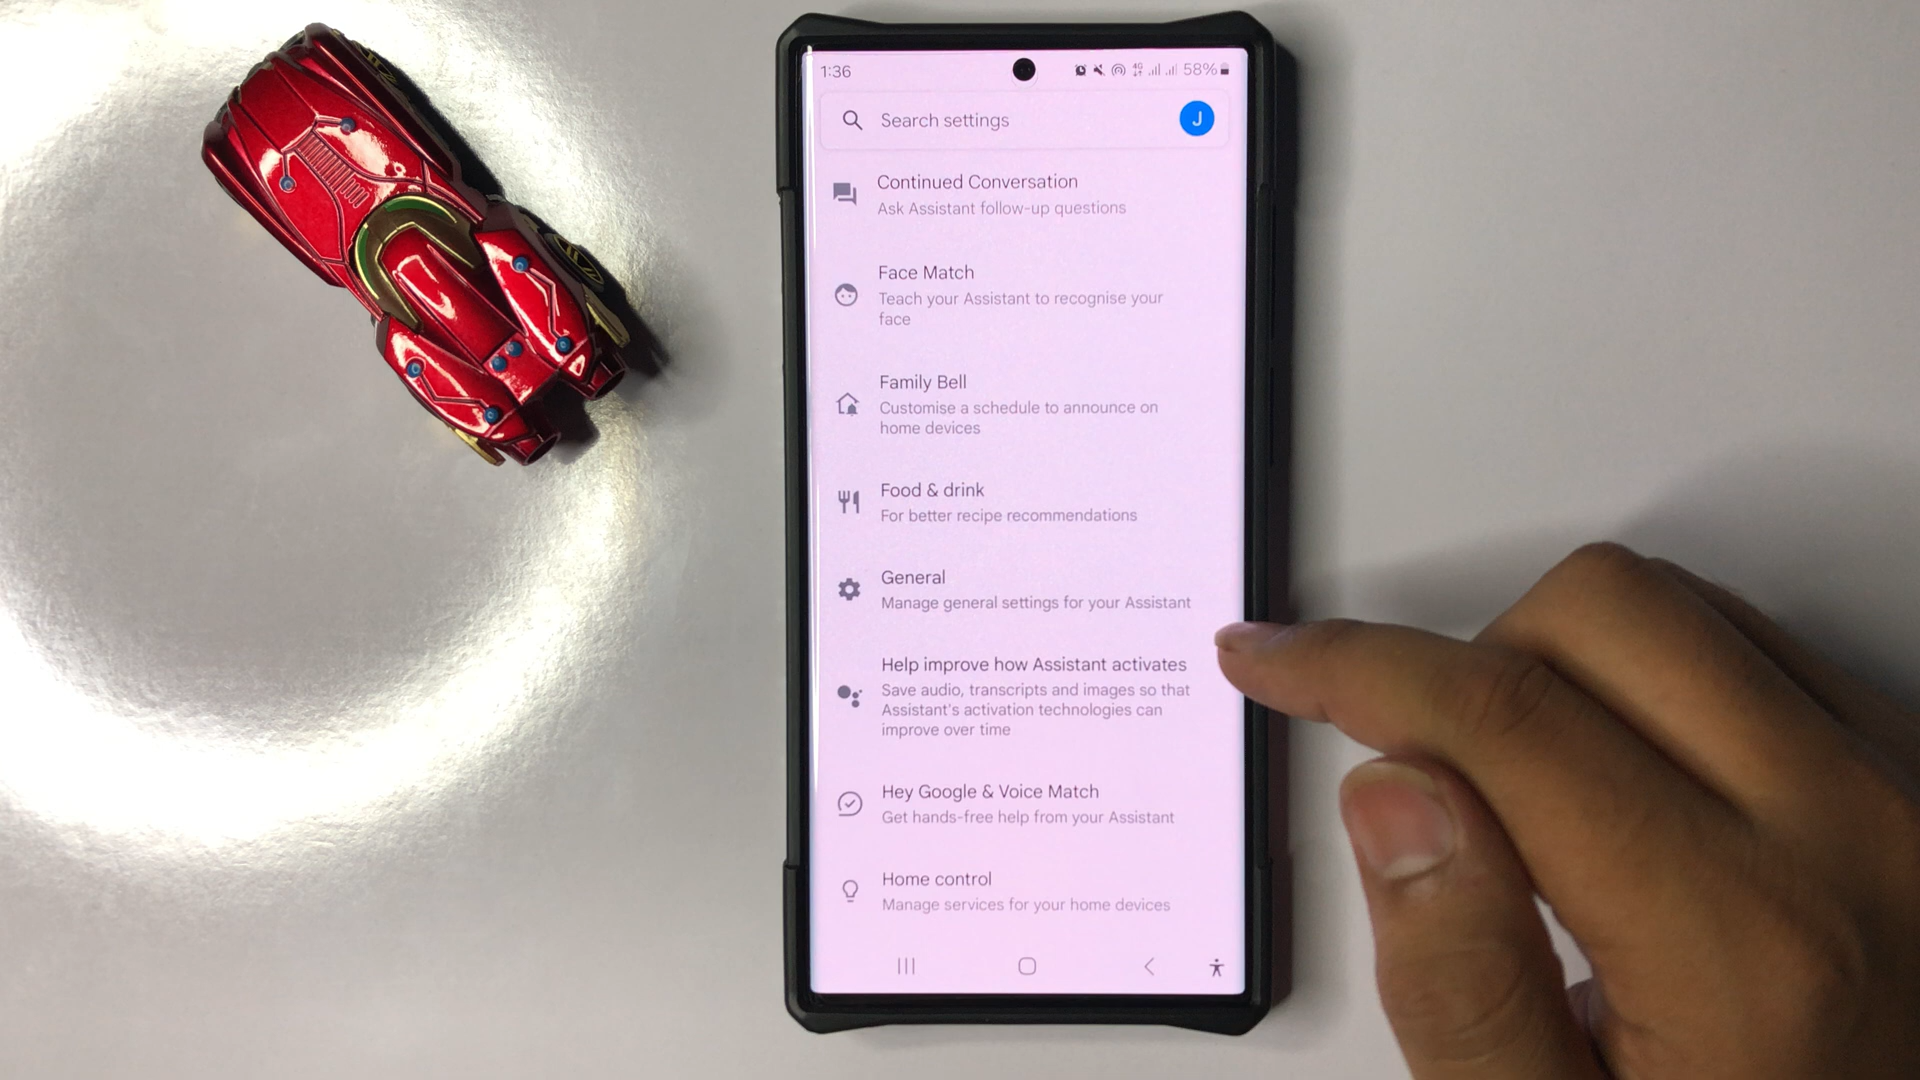 1:36
4G
58%
Search settings
J
Continued Conversation
Ask Assistant follow-up questions
Face Match
Teach your Assistant to recognise your
face
Family Bell
Customise a schedule to announce on
home devices
Food & drink
For better recipe recommendations
General
Manage general settings for your Assistant
Help improve how Assistant activates
Save audio, transcripts and images so that
Assistant's activation technologies can
improve over time
Hey Google & Voice Match
Get hands-free help from your Assistant
Home control
Manage services for your home devices